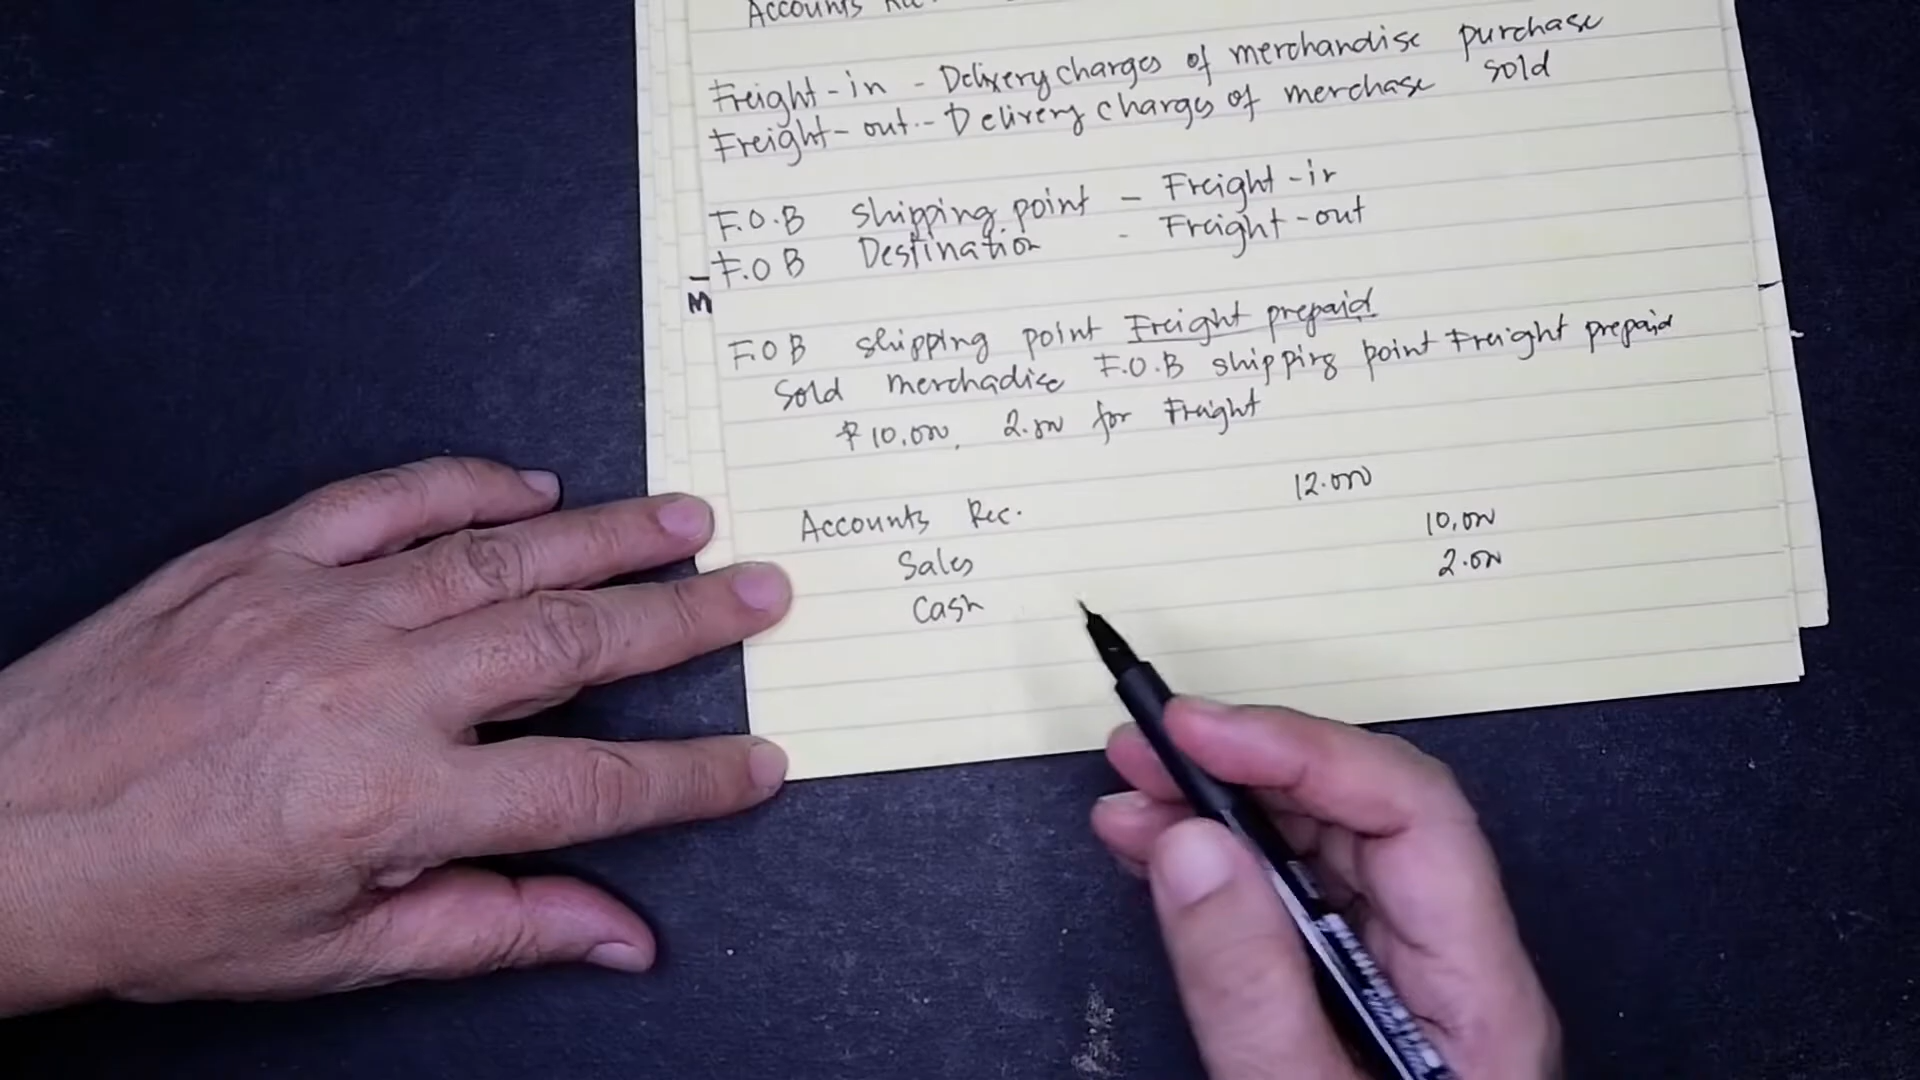 Accounts Rec.
Freight-in - Delivery charges of merchandise purchase
Freight-out - Delivery charges of merchase sold
F.O.B shipping point - Freight-in
F.O.B Destination - Freight-out
M
F.O.B shipping point Freight prepaid
Sold merchadise F.O.B shipping point Freight prepaid
₱10,000, 2.000 for Freight
Accounts Rec. 12.000
Sales 10,000
Cash 2.000